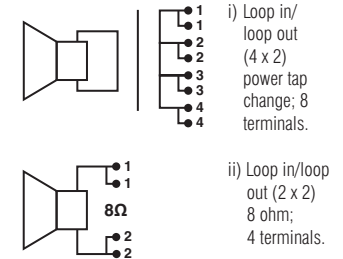 1
1
2
2
3
3
4
4
i) Loop in/
loop out
(4 x 2)
power tap
change; 8
terminals.
1
1
8Ω
2
2
ii) Loop in/loop
out (2 x 2)
8 ohm;
4 terminals.